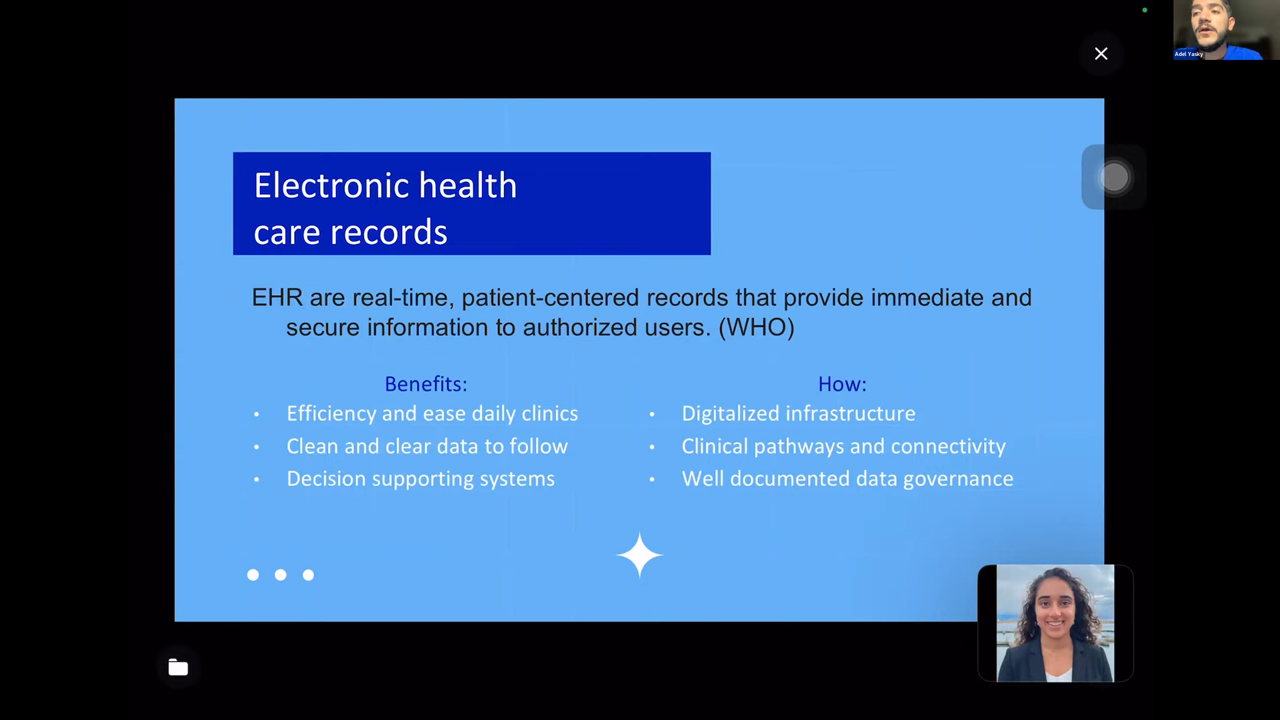 Adel Yasky
Electronic health
care records
EHR are real-time, patient-centered records that provide immediate and
secure information to authorized users. (WHO)
Benefits:
• Efficiency and ease daily clinics
• Clean and clear data to follow
• Decision supporting systems
How:
• Digitalized infrastructure
• Clinical pathways and connectivity
• Well documented data governance